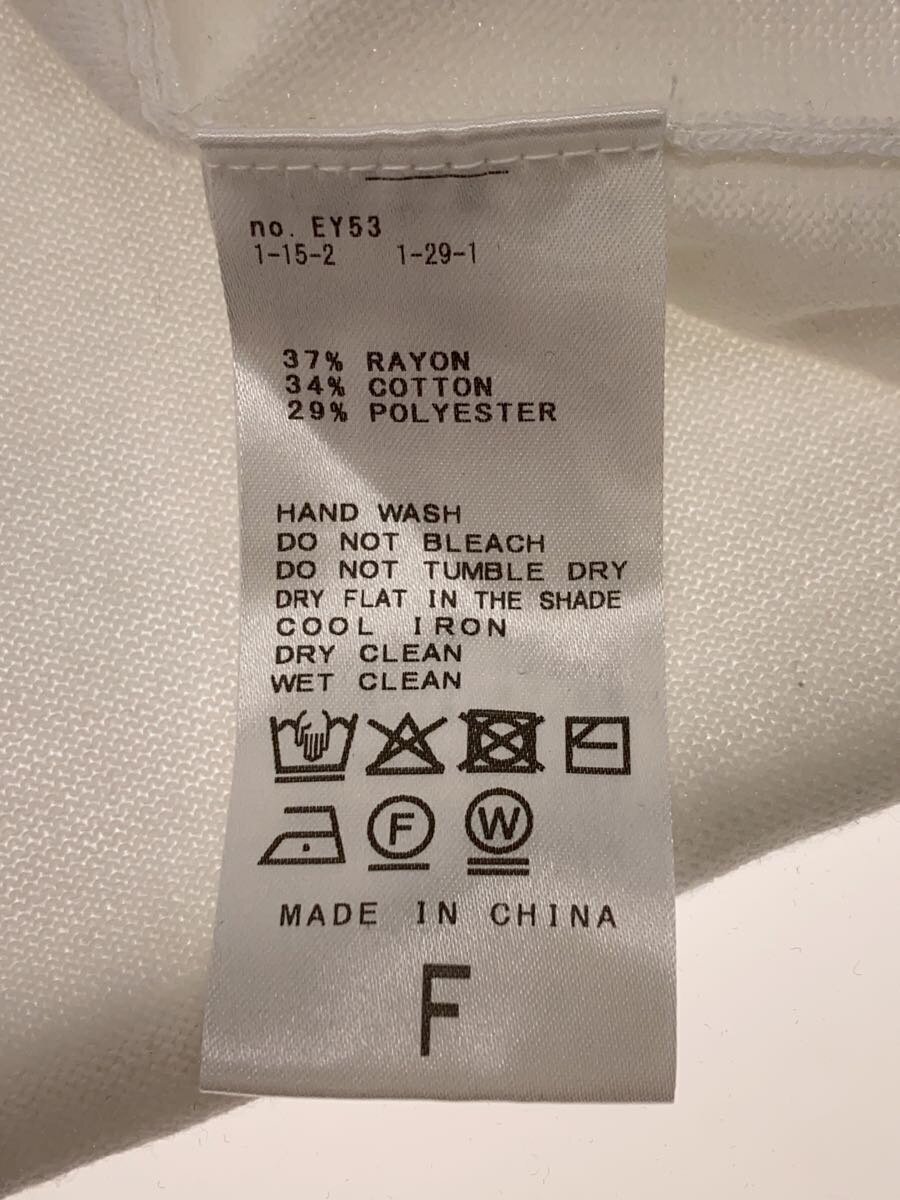 no. EY53
1-15-2 1-29-1
37% RAYON
34% COTTON
29% POLYESTER
HAND WASH
DO NOT BLEACH
DO NOT TUMBLE DRY
DRY FLAT IN THE SHADE
COOL IRON
DRY CLEAN
WET CLEAN
F W
MADE IN CHINA
F